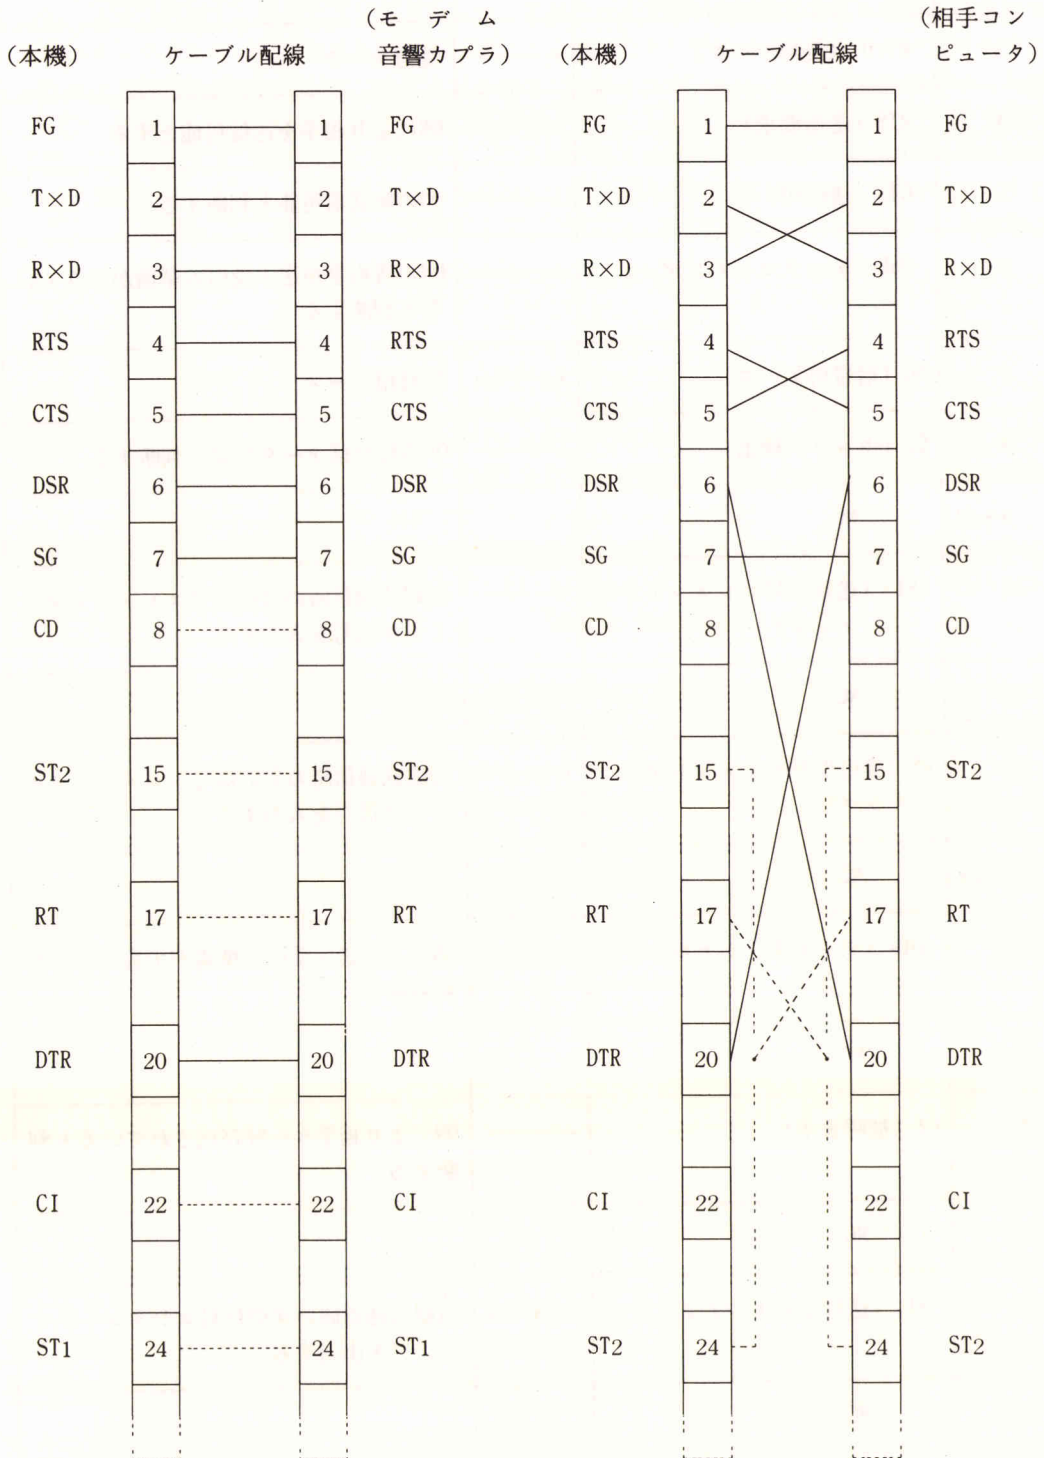 (モデム (相手コン
(本機) ケーブル配線 音響カプラ) (本機) ケーブル配線 ピュータ)
FG 1 1 FG FG 1 1 FG
T×D 2 2 T×D T×D 2 2 T×D
R×D 3 3 R×D R×D 3 3 R×D
RTS 4 4 RTS RTS 4 4 RTS
CTS 5 5 CTS CTS 5 5 CTS
DSR 6 6 DSR DSR 6 6 DSR
SG 7 7 SG SG 7 7 SG
CD 8 8 CD CD 8 8 CD
ST2 15 15 ST2 ST2 15 15 ST2
RT 17 17 RT RT 17 17 RT
DTR 20 20 DTR DTR 20 20 DTR
CI 22 22 CI CI 22 22 CI
ST1 24 24 ST1 ST2 24 24 ST2